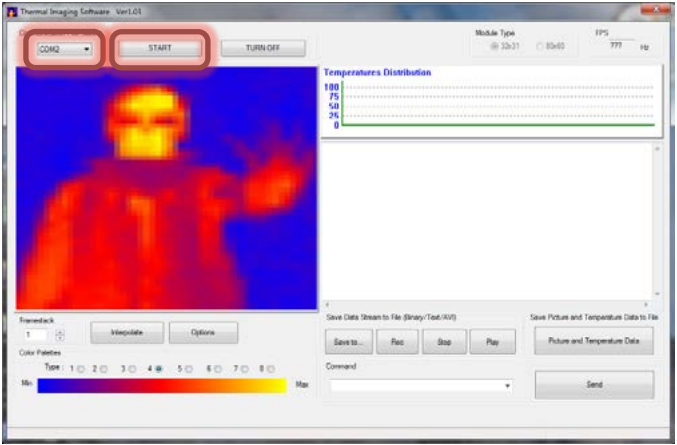 Thermal Imaging Software Ver1.01
COM2
START
TURN OFF
Module Type
32x31
80x60
FPS
???
Hz
Temperatures Distribution
100
75
50
25
0
Framestack
1
Interpolate
Options
Color Palettes
Type : 1 2 3 4 5 6 7 8
Min
Max
Save Data Stream to File (Binary/Text/AVI)
Save to...
Rec
Stop
Play
Save Picture and Temperature Data to File
Picture and Temperature Data
Command
Send